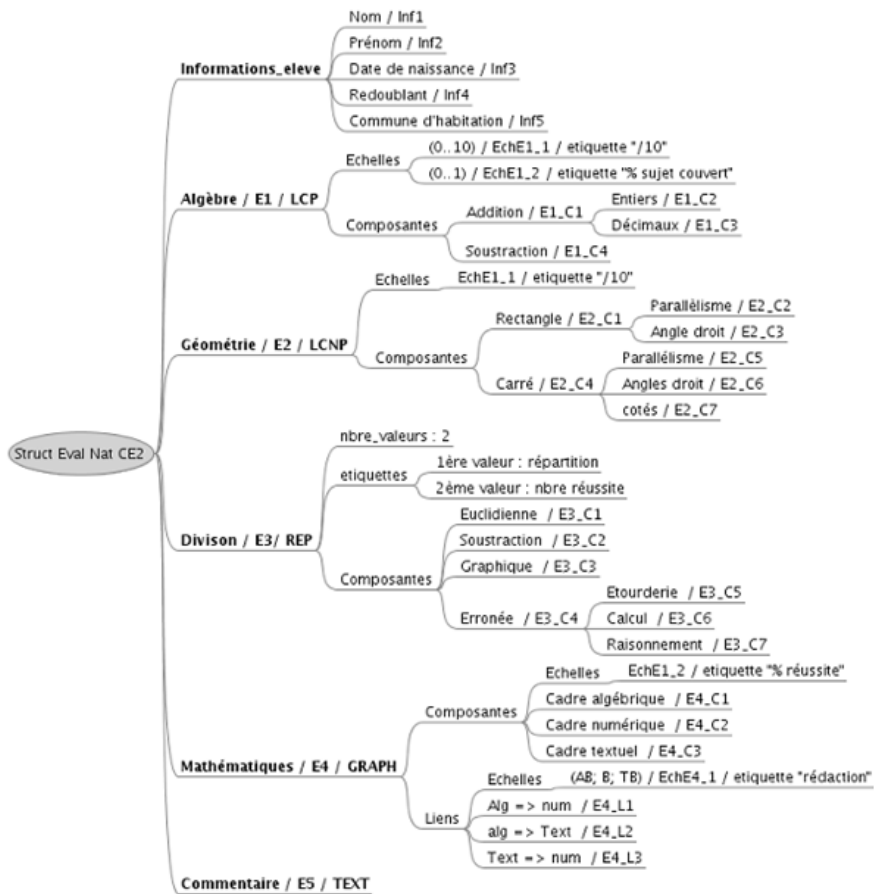 Nom / Inf1
Prénom / Inf2
Informations_eleve
Date de naissance / Inf3
Redoublant / Inf4
Commune d'habitation / Inf5
Echelles
(0..10) / EchE1_1 / etiquette "/10"
(0..1) / EchE1_2 / etiquette "% sujet couvert"
Algèbre / E1 / LCP
Composantes
Addition / E1_C1
Entiers / E1_C2
Décimaux / E1_C3
Soustraction / E1_C4
Echelles
EchE1_1 / etiquette "/10"
Géométrie / E2 / LCNP
Composantes
Rectangle / E2_C1
Parallèlisme / E2_C2
Angle droit / E2_C3
Carré / E2_C4
Parallélisme / E2_C5
Angles droit / E2_C6
cotés / E2_C7
Struct Eval Nat CE2
nbre_valeurs : 2
etiquettes
1ère valeur : répartition
2ème valeur : nbre réussite
Divison / E3/ REP
Composantes
Euclidienne / E3_C1
Soustraction / E3_C2
Graphique / E3_C3
Erronée / E3_C4
Etourderie / E3_C5
Calcul / E3_C6
Raisonnement / E3_C7
Mathématiques / E4 / GRAPH
Composantes
Echelles
EchE1_2 / etiquette "% réussite"
Cadre algébrique / E4_C1
Cadre numérique / E4_C2
Cadre textuel / E4_C3
Liens
Echelles
(AB; B; TB) / EchE4_1 / etiquette "rédaction"
Alg => num / E4_L1
alg => Text / E4_L2
Text => num / E4_L3
Commentaire / E5 / TEXT